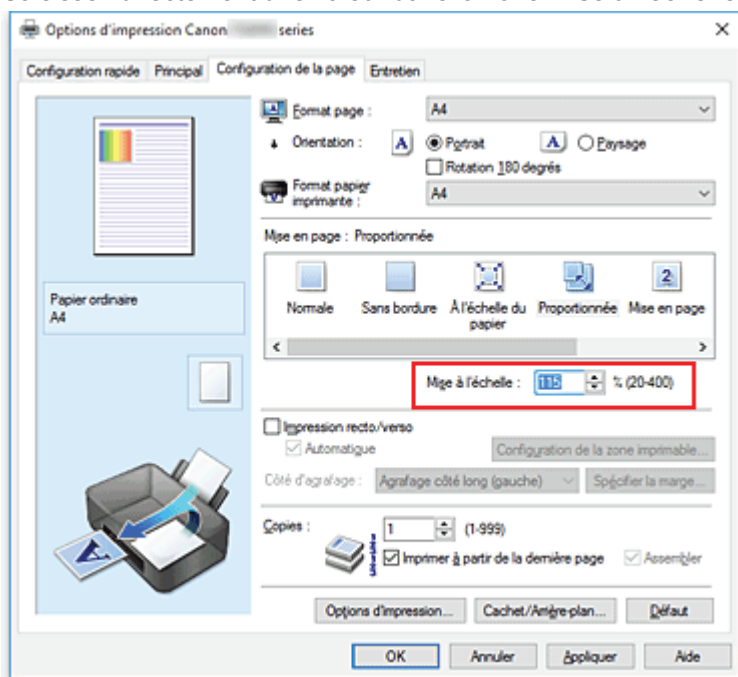 Options d'impression Canon series
Configuration rapide Principal Configuration de la page Entretien
Format page : A4
Orientation : A Portrait A Paysage
Rotation 180 degrés
Format papier
imprimante : A4
Mise en page : Proportionnée
Normale Sans bordure À l'échelle du
papier Proportionnée Mise en page
Papier ordinaire
A4
Mise à l'échelle : 115 % (20-400)
Impression recto/verso
Automatique Configuration de la zone imprimable...
Côté d'agrafage : Agrafage côté long (gauche) Spécifier la marge...
Copies : 1 (1-999)
Imprimer à partir de la dernière page Assembler
Options d'impression... Cachet/Arrière-plan... Défaut
OK Annuler Appliquer Aide